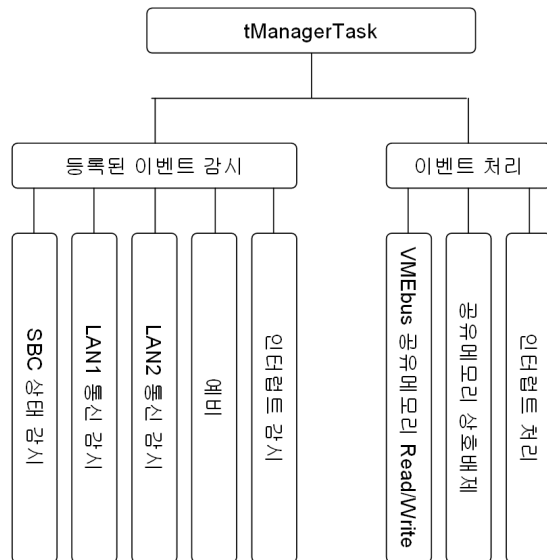 tManagerTask
등록된 이벤트 감시
이벤트 처리
SBC 상태 감시
LAN1 통신 감시
LAN2 통신 감시
예비
인터럽트 감시
VMEbus 공유메모리 Read/Write
공유메모리 상호배제
인터럽트 처리